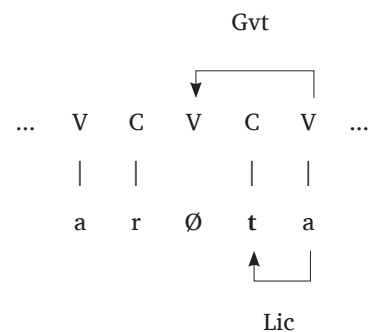 Gvt
... V C V C V ...
| | | |
a r Ø t a
Lic